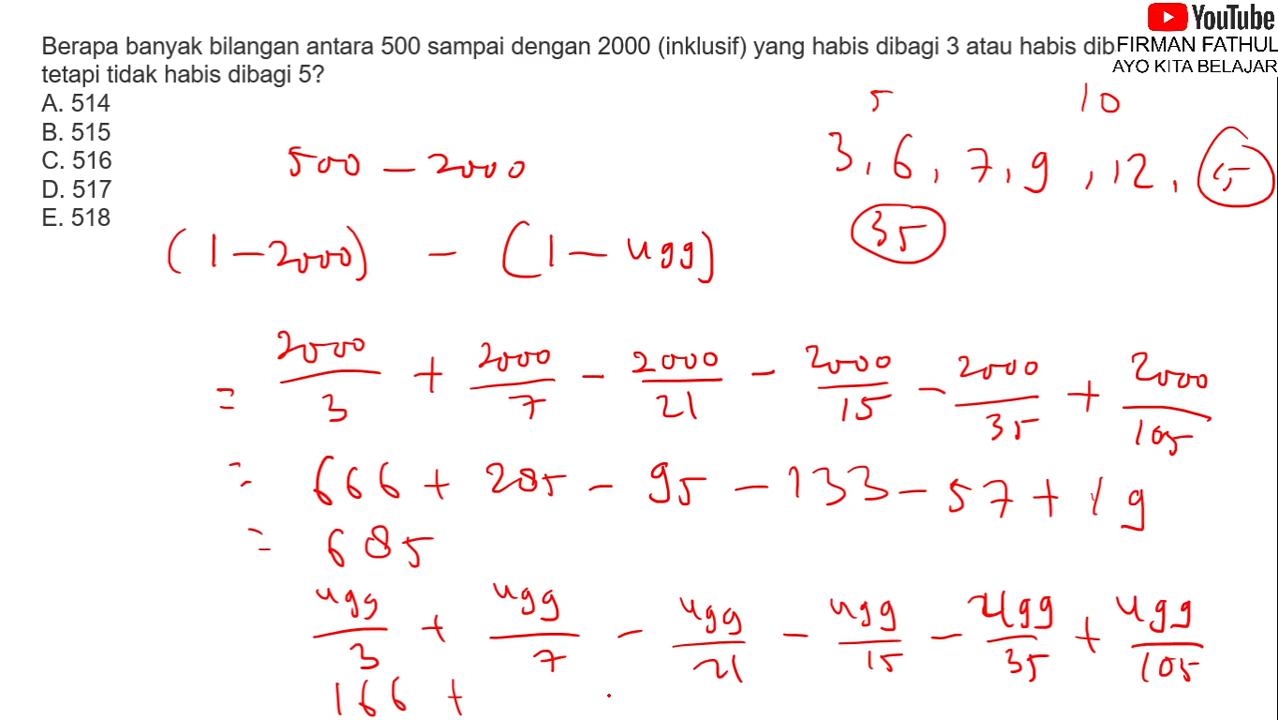 YouTube
Berapa banyak bilangan antara 500 sampai dengan 2000 (inklusif) yang habis dibagi 3 atau habis dib
FIRMAN FATHUL
tetapi tidak habis dibagi 5?
AYO KITA BELAJAR
A. 514
B. 515
C. 516
D. 517
E. 518
5 10
3, 6, 7, 9, 12, 15
35
500 - 2000
(1 - 2000) - (1 - 499)
= 2000/3 + 2000/7 - 2000/21 - 2000/15 - 2000/35 + 2000/105
= 666 + 285 - 95 - 133 - 57 + 19
= 685
499/3 + 499/7 - 499/21 - 499/15 - 499/35 + 499/105
166 +